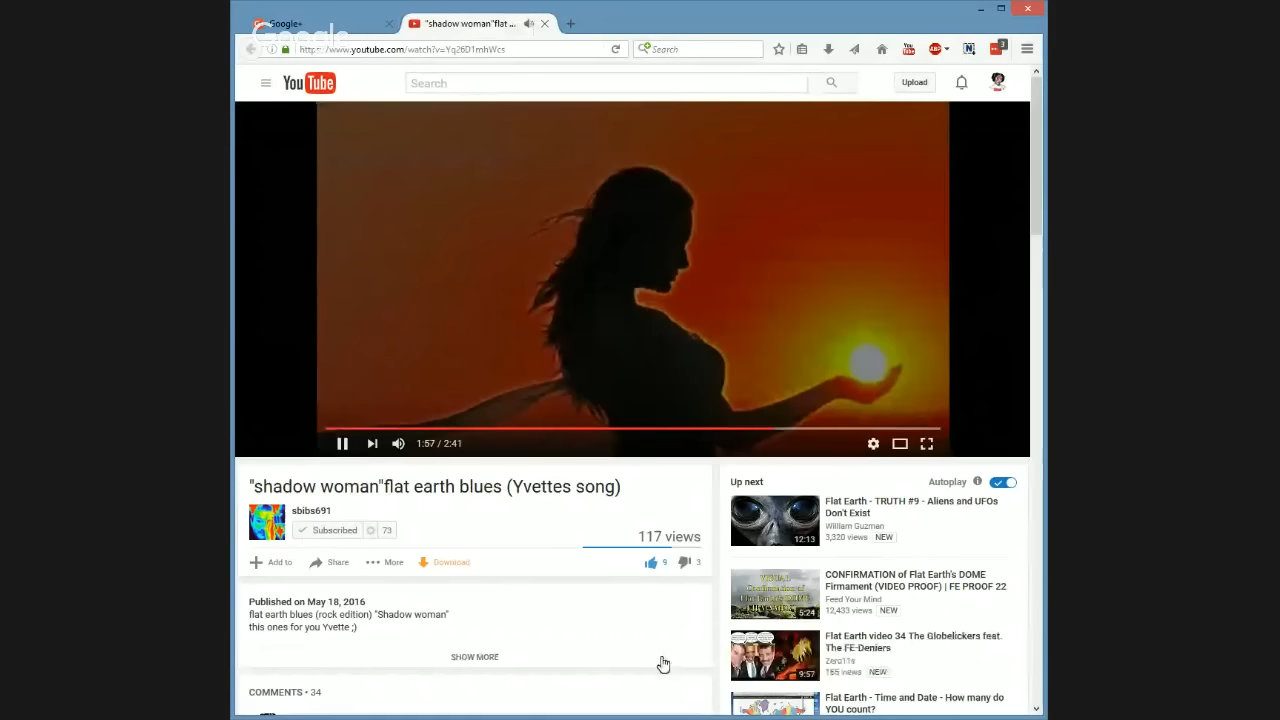 Google+
"shadow woman"flat ...
Google
https://www.youtube.com/watch?v=Yq26D1mhWcs
Search
ABP
N
3
YouTube
Search
Upload
1:57 / 2:41
"shadow woman"flat earth blues (Yvettes song)
sbibs691
Subscribed 73
117 views
Add to
Share
More
Download
9
3
Published on May 18, 2016
flat earth blues (rock edition) "Shadow woman"
this ones for you Yvette ;)
SHOW MORE
COMMENTS • 34
Up next
Autoplay
Flat Earth - TRUTH #9 - Aliens and UFOs
Don't Exist
William Guzman
3,320 views NEW
12:13
CONFIRMATION of Flat Earth's DOME
Firmament (VIDEO PROOF) | FE PROOF 22
Feed Your Mind
12,433 views NEW
5:24
Flat Earth video 34 The Globelickers feat.
The FE-Deniers
Zero11s
165 views NEW
9:57
Flat Earth - Time and Date - How many do
YOU count?